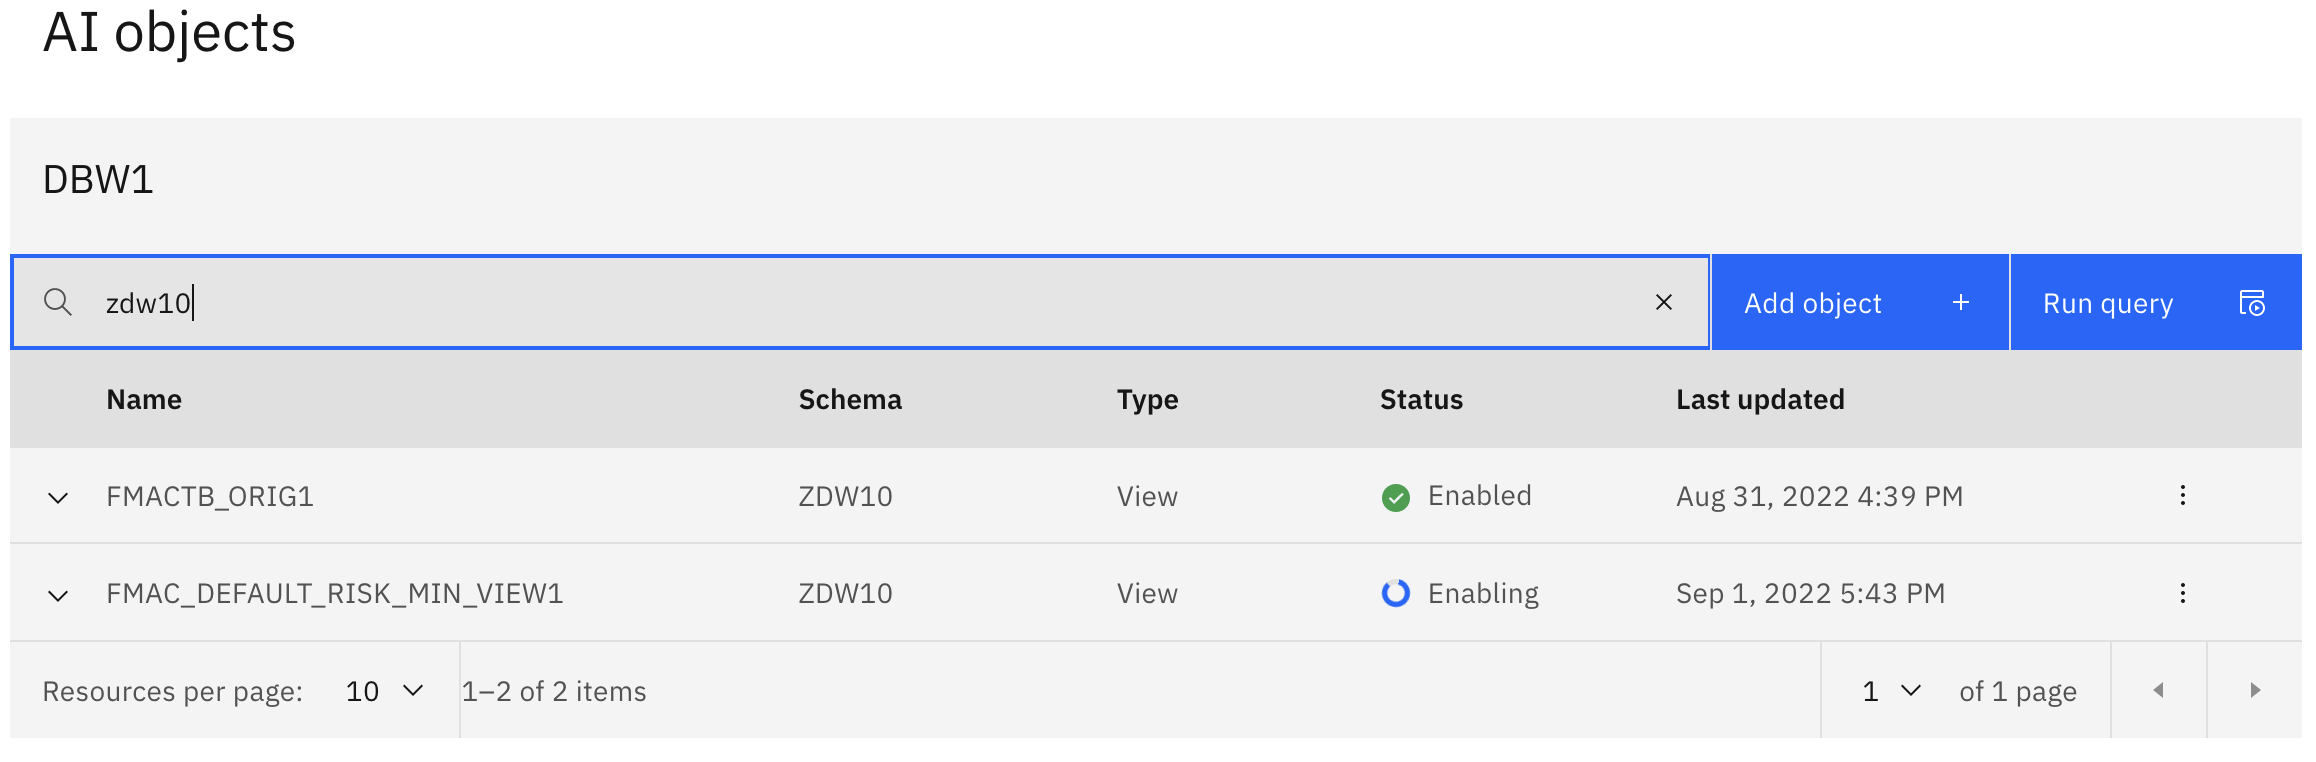 AI objects
DBW1
zdw10 Add object Run query
Name Schema Type Status Last updated
FMACTB_ORIG1 ZDW10 View Enabled Aug 31, 2022 4:39 PM
FMAC_DEFAULT_RISK_MIN_VIEW1 ZDW10 View Enabling Sep 1, 2022 5:43 PM
Resources per page: 10 1–2 of 2 items 1 of 1 page